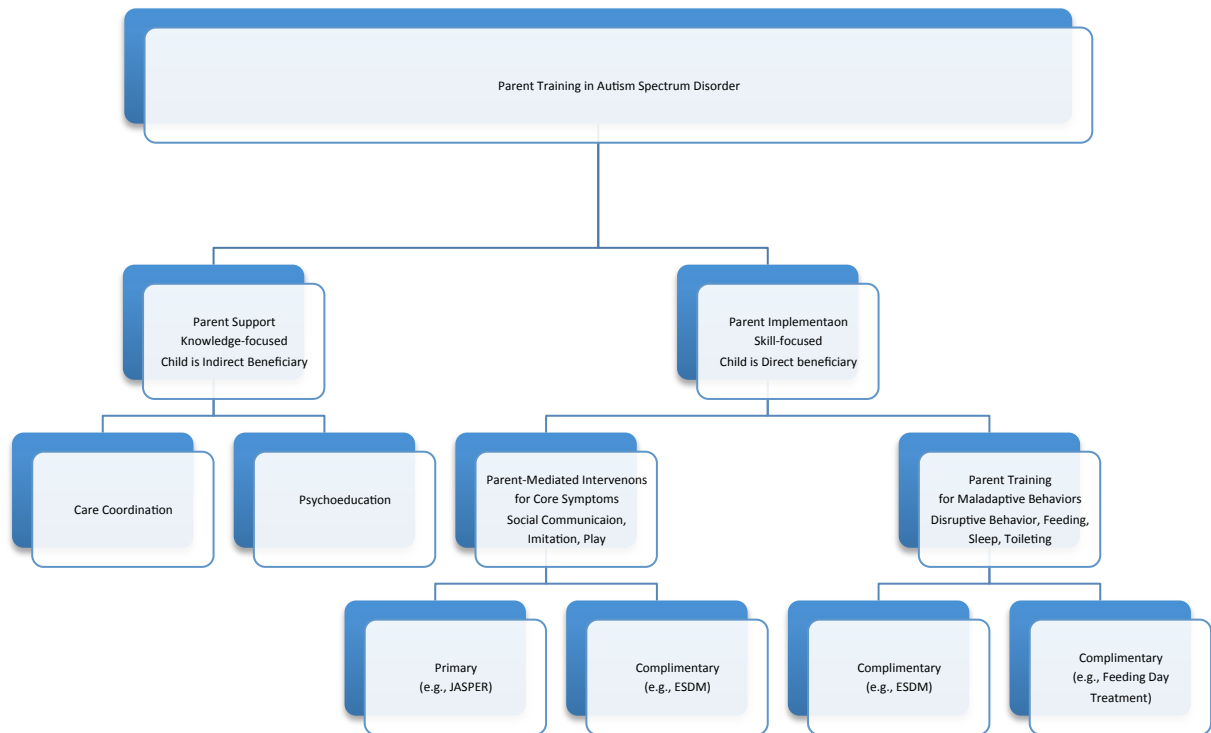 Parent Training in Autism Spectrum Disorder
Parent Support
Knowledge-focused
Child is Indirect Beneficiary
Parent Implementaon
Skill-focused
Child is Direct beneficiary
Care Coordination
Psychoeducation
Parent-Mediated Intervenons
for Core Symptoms
Social Communicaion,
Imitation, Play
Parent Training
for Maladaptive Behaviors
Disruptive Behavior, Feeding,
Sleep, Toileting
Primary
(e.g., JASPER)
Complimentary
(e.g., ESDM)
Complimentary
(e.g., ESDM)
Complimentary
(e.g., Feeding Day
Treatment)